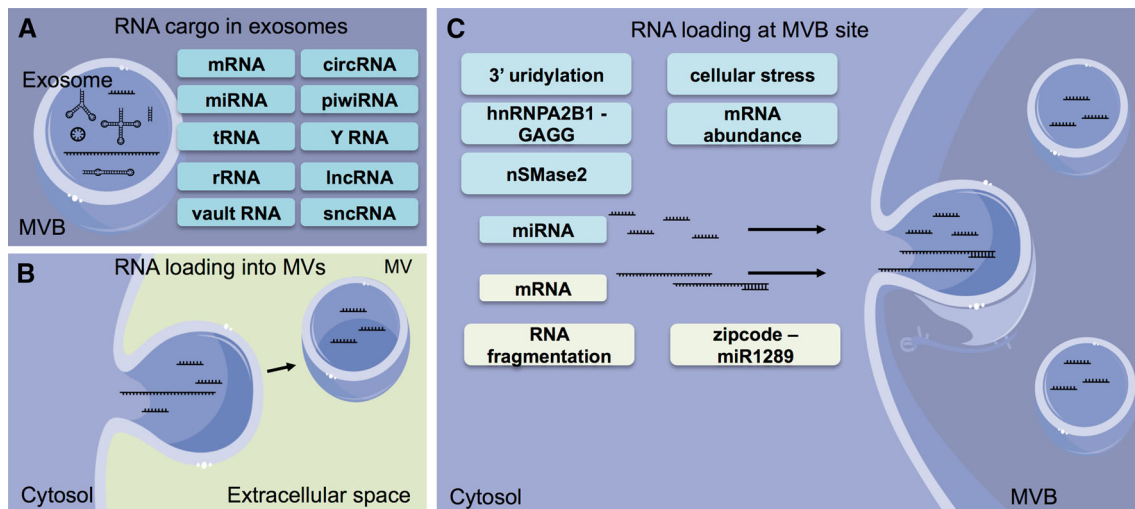 A
RNA cargo in exosomes
Exosome
mRNA
circRNA
miRNA
piwiRNA
tRNA
Y RNA
rRNA
lncRNA
vault RNA
sncRNA
MVB
B
RNA loading into MVs
MV
Cytosol
Extracellular space
C
RNA loading at MVB site
3’ uridylation
cellular stress
hnRNPA2B1 -
GAGG
mRNA
abundance
nSMase2
miRNA
mRNA
RNA
fragmentation
zipcode –
miR1289
Cytosol
MVB